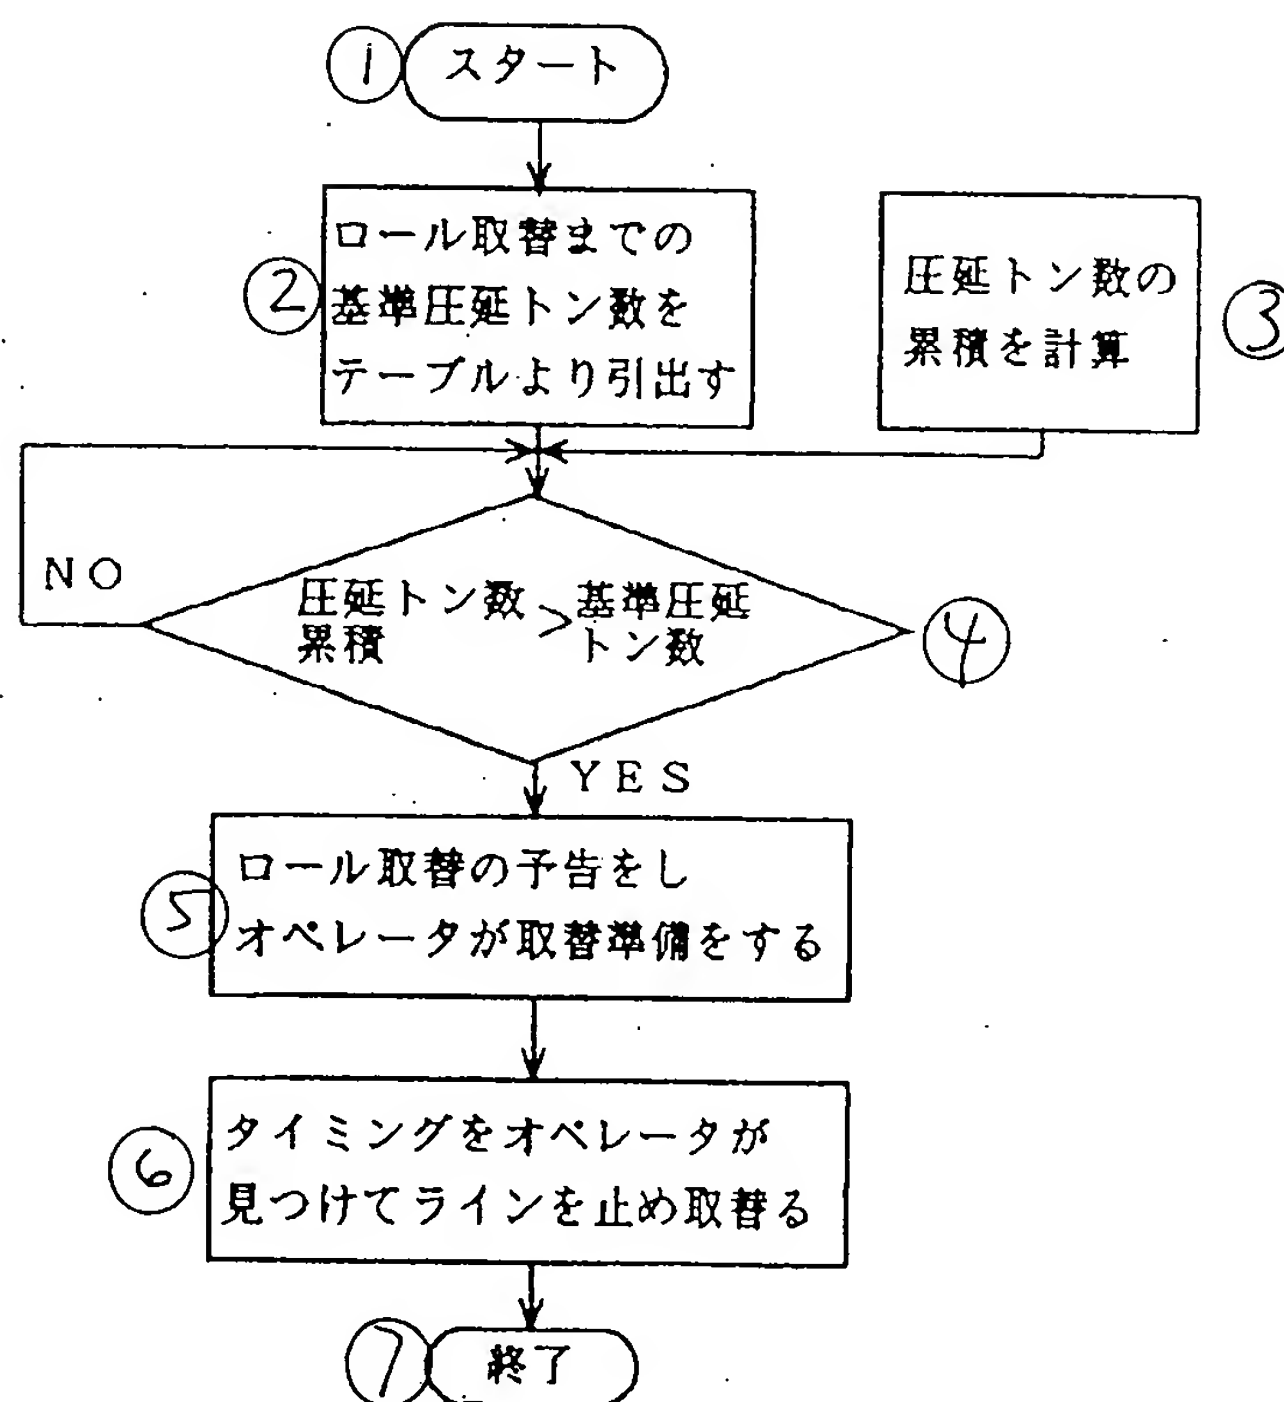 ① スタート
② ロール取替までの
基準圧延トン数を
テーブルより引出す
圧延トン数の
累積を計算
③
NO
圧延トン数 > 基準圧延
累積 トン数
④
YES
⑤ ロール取替の予告をし
オペレータが取替準備をする
⑥ タイミングをオペレータが
見つけてラインを止め取替る
⑦ 終了